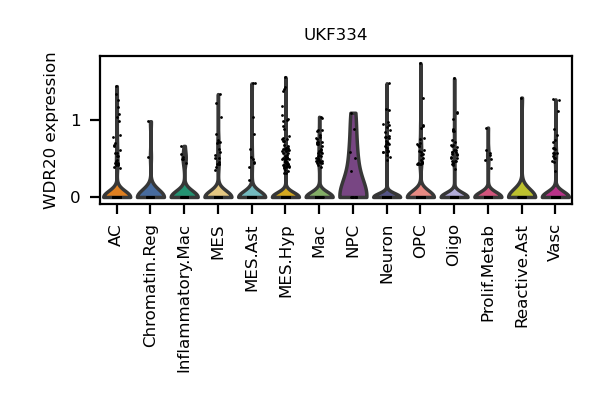 UKF334
WDR20 expression
1
0
AC
Chromatin.Reg
Inflammatory.Mac
MES
MES.Ast
MES.Hyp
Mac
NPC
Neuron
OPC
Oligo
Prolif.Metab
Reactive.Ast
Vasc